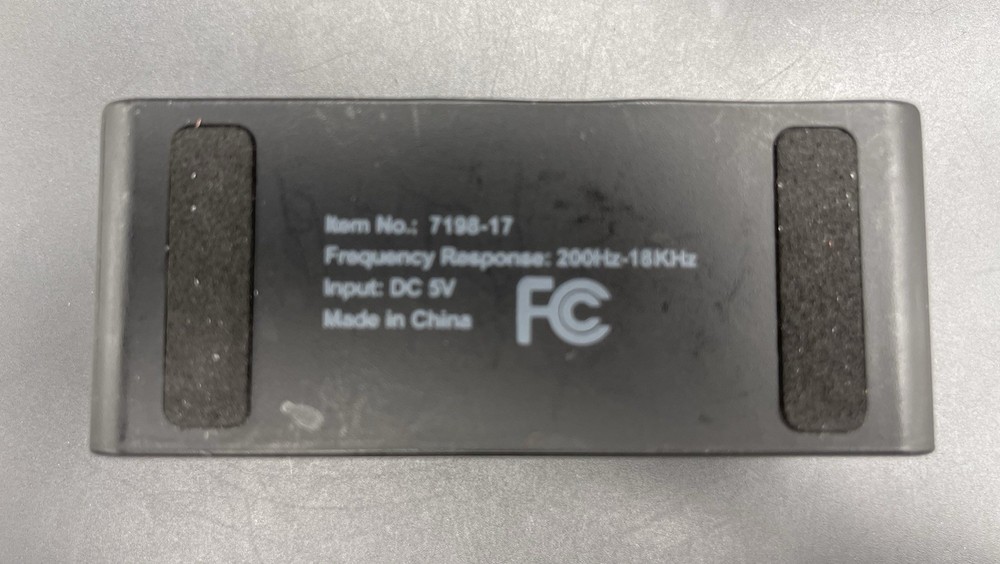 Item No.: 7198-17
Frequency Response: 200Hz-18KHz
Input: DC 5V
Made in China
FC